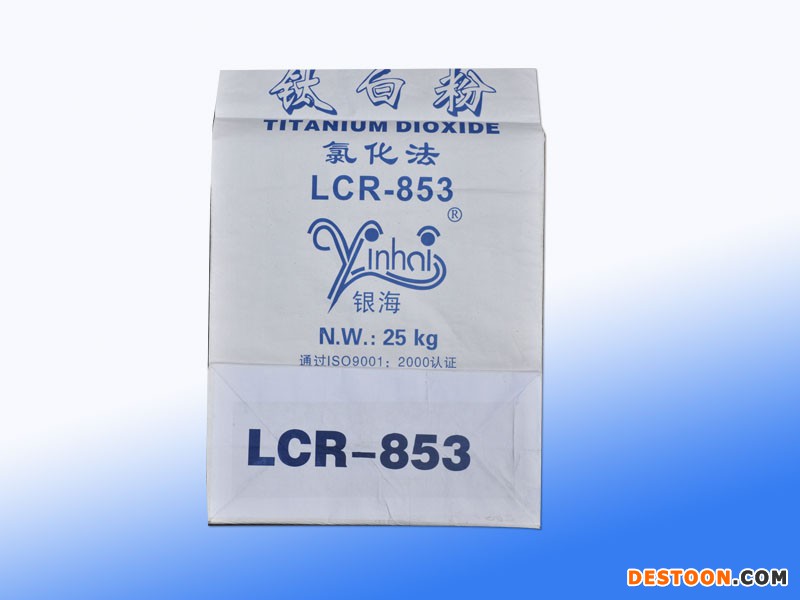 钛白粉
TITANIUM DIOXIDE
氯化法
LCR-853
®
Yinhai
银海
N.W.: 25 kg
通过ISO9001: 2000认证
LCR-853
DESTOON.COM